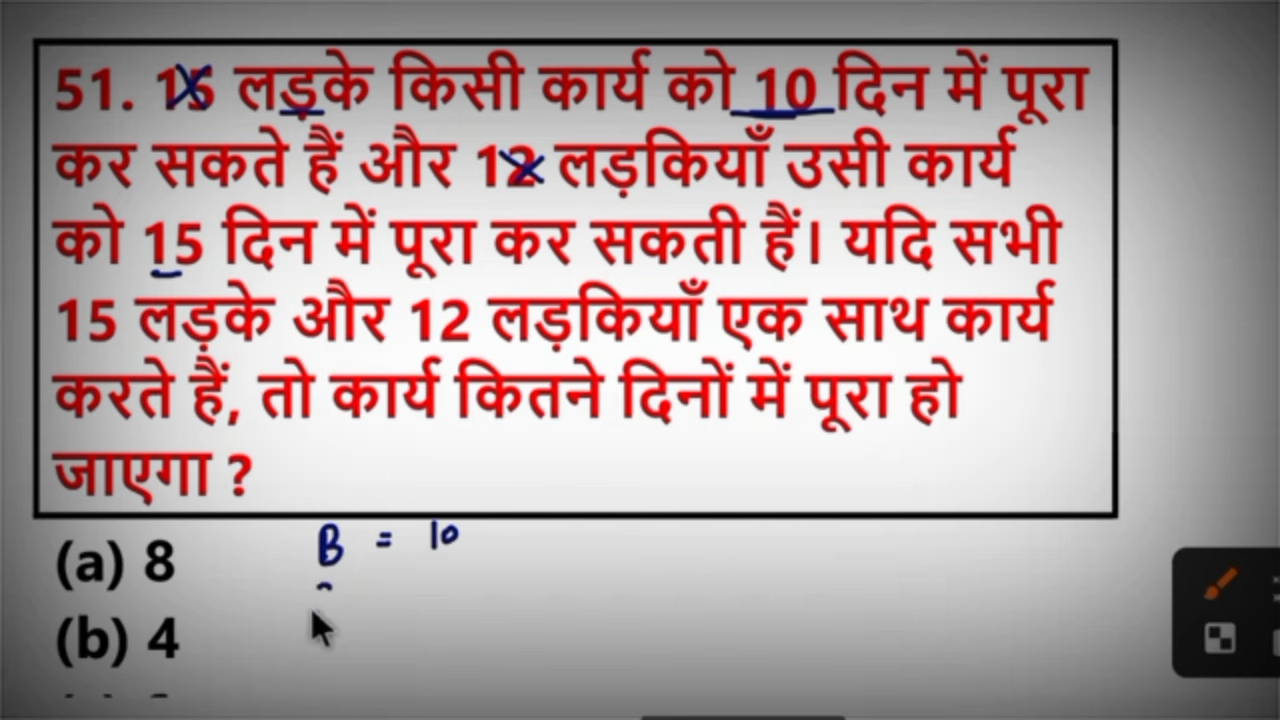 51. 15 लड़के किसी कार्य को 10 दिन में पूरा
कर सकते हैं और 12 लड़कियाँ उसी कार्य
को 15 दिन में पूरा कर सकती हैं। यदि सभी
15 लड़के और 12 लड़कियाँ एक साथ कार्य
करते हैं, तो कार्य कितने दिनों में पूरा हो
जाएगा ?
B = 10
(a) 8
(b) 4